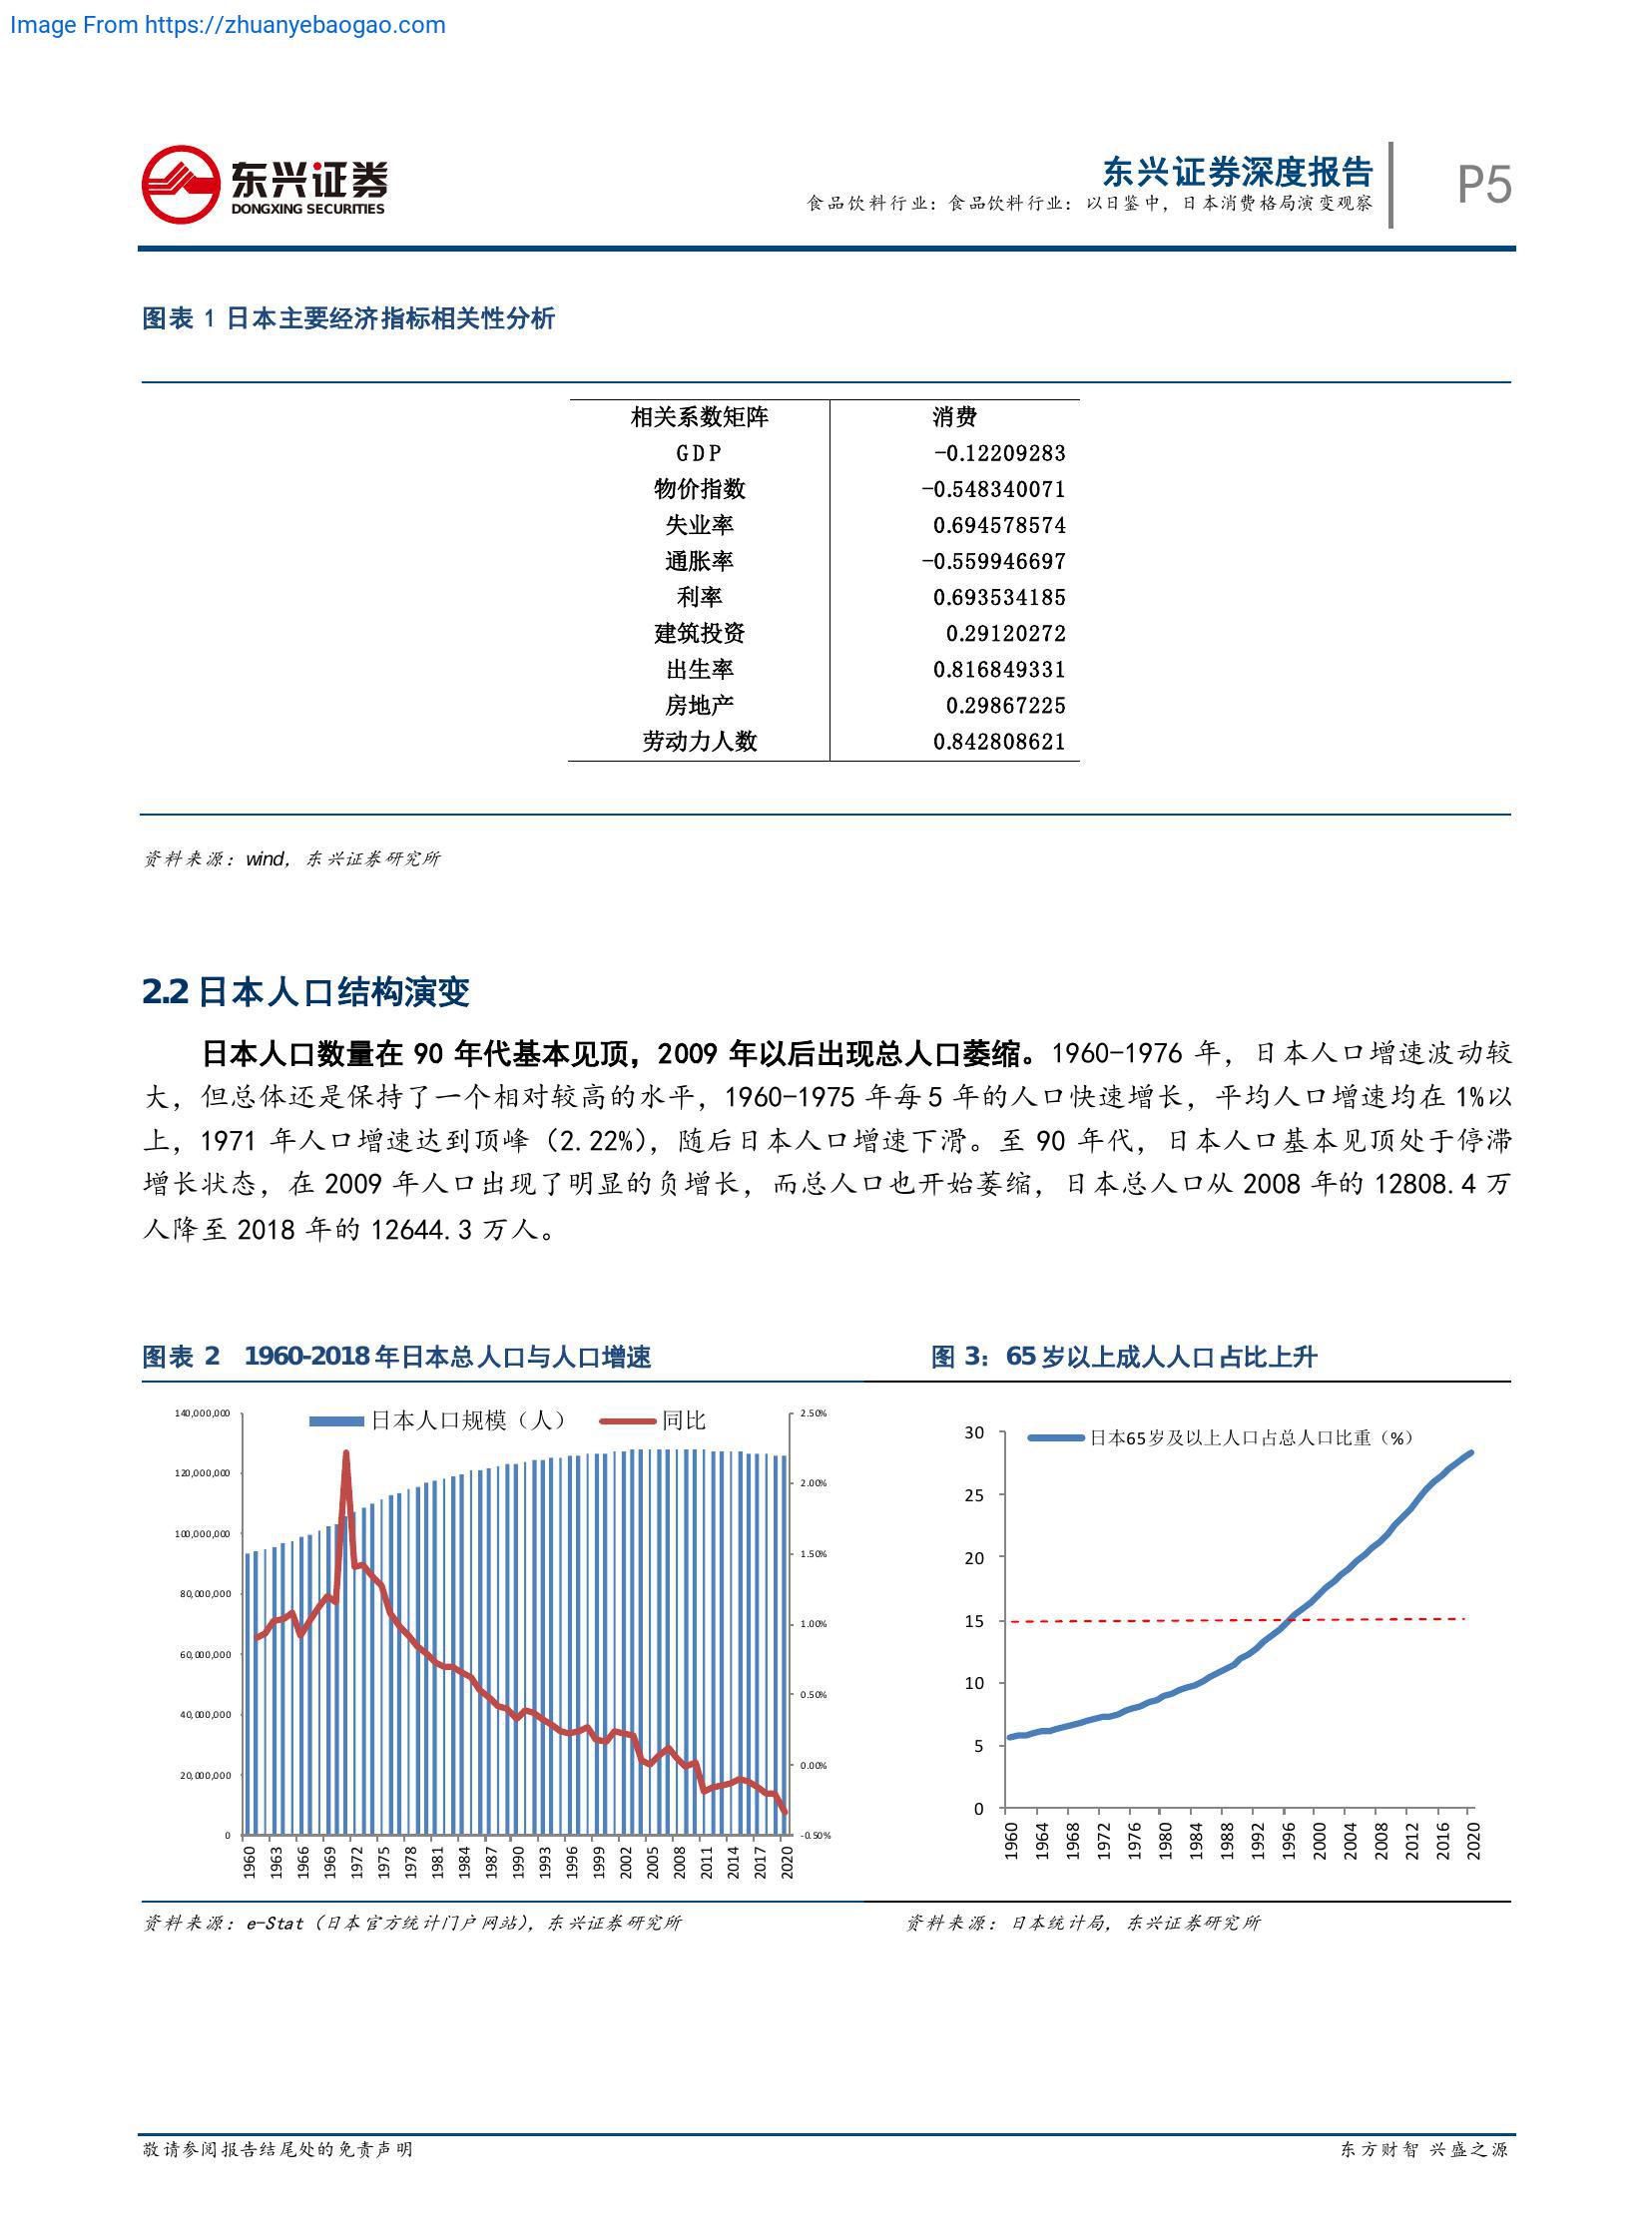 Image From https://zhuanyebaogao.com
东兴证券
DONGXING SECURITIES
东兴证券深度报告
食品饮料行业：食品饮料行业：以日鉴中，日本消费格局演变观察
P5
图表 1 日本主要经济指标相关性分析
相关系数矩阵 消费
GDP -0.12209283
物价指数 -0.548340071
失业率 0.694578574
通胀率 -0.559946697
利率 0.693534185
建筑投资 0.29120272
出生率 0.816849331
房地产 0.29867225
劳动力人数 0.842808621
资料来源：wind，东兴证券研究所
2.2 日本人口结构演变
日本人口数量在 90 年代基本见顶，2009 年以后出现总人口萎缩。1960-1976 年，日本人口增速波动较
大，但总体还是保持了一个相对较高的水平，1960-1975 年每 5 年的人口快速增长，平均人口增速均在 1%以
上，1971 年人口增速达到顶峰（2.22%），随后日本人口增速下滑。至 90 年代，日本人口基本见顶处于停滞
增长状态，在 2009 年人口出现了明显的负增长，而总人口也开始萎缩，日本总人口从 2008 年的 12808.4 万
人降至 2018 年的 12644.3 万人。
图表 2 1960-2018 年日本总人口与人口增速
日本人口规模（人） 同比
140,000,000
120,000,000
100,000,000
80,000,000
60,000,000
40,000,000
20,000,000
0
2.50%
2.00%
1.50%
1.00%
0.50%
0.00%
-0.50%
1960 1963 1966 1969 1972 1975 1978 1981 1984 1987 1990 1993 1996 1999 2002 2005 2008 2011 2014 2017 2020
资料来源：e-Stat（日本官方统计门户网站），东兴证券研究所
图 3：65 岁以上成人人口占比上升
日本65岁及以上人口占总人口比重（%）
30
25
20
15
10
5
0
1960 1964 1968 1972 1976 1980 1984 1988 1992 1996 2000 2004 2008 2012 2016 2020
资料来源：日本统计局，东兴证券研究所
敬请参阅报告结尾处的免责声明
东方财智 兴盛之源